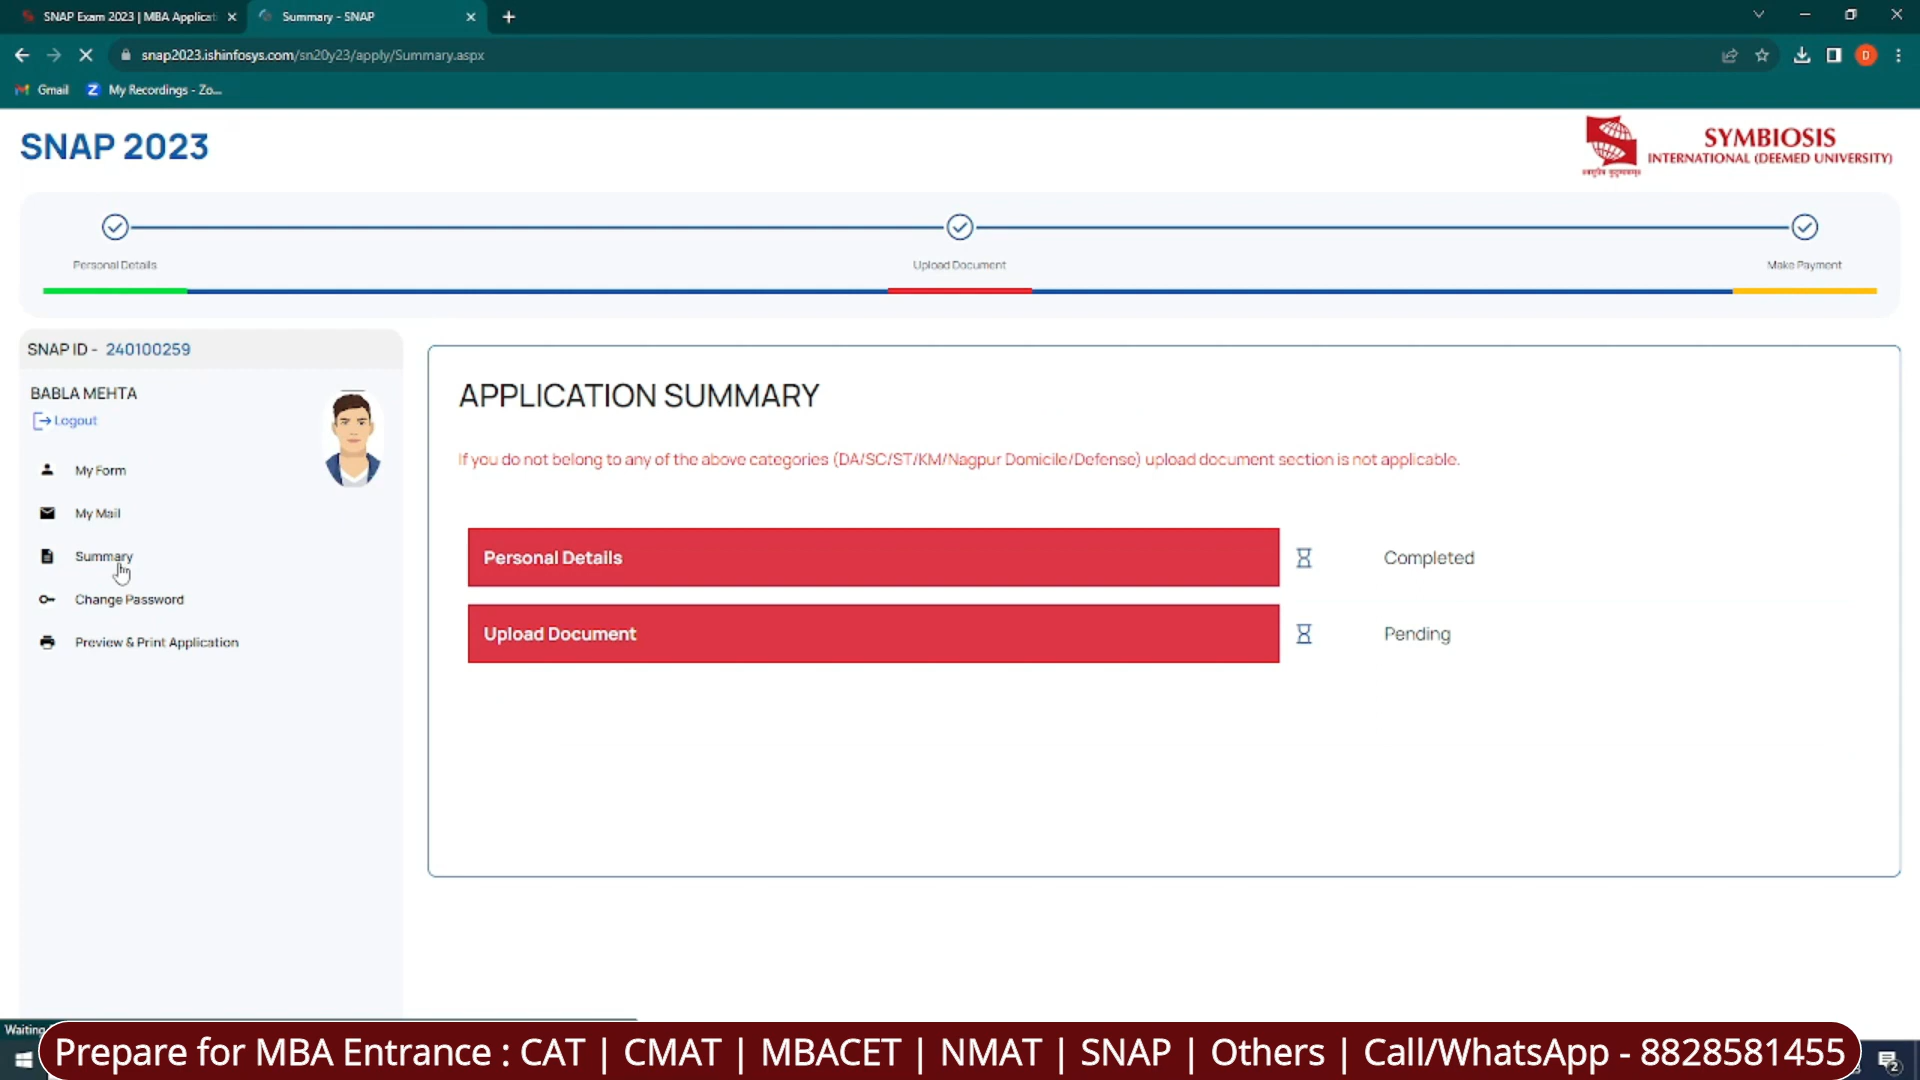 SNAP Exam 2023 | MBA Applicati
Summary - SNAP
snap2023.ishinfosys.com/sn20y23/apply/Summary.aspx
D
Gmail
My Recordings - Zo...
SNAP 2023
SYMBIOSIS
INTERNATIONAL (DEEMED UNIVERSITY)
Personal Details
Upload Document
Make Payment
SNAP ID - 240100259
BABLA MEHTA
Logout
My Form
My Mail
Summary
Change Password
Preview & Print Application
APPLICATION SUMMARY
If you do not belong to any of the above categories (DA/SC/ST/KM/Nagpur Domicile/Defense) upload document section is not applicable.
Personal Details
Completed
Upload Document
Pending
Waiting
Prepare for MBA Entrance : CAT | CMAT | MBACET | NMAT | SNAP | Others | Call/WhatsApp - 8828581455
2